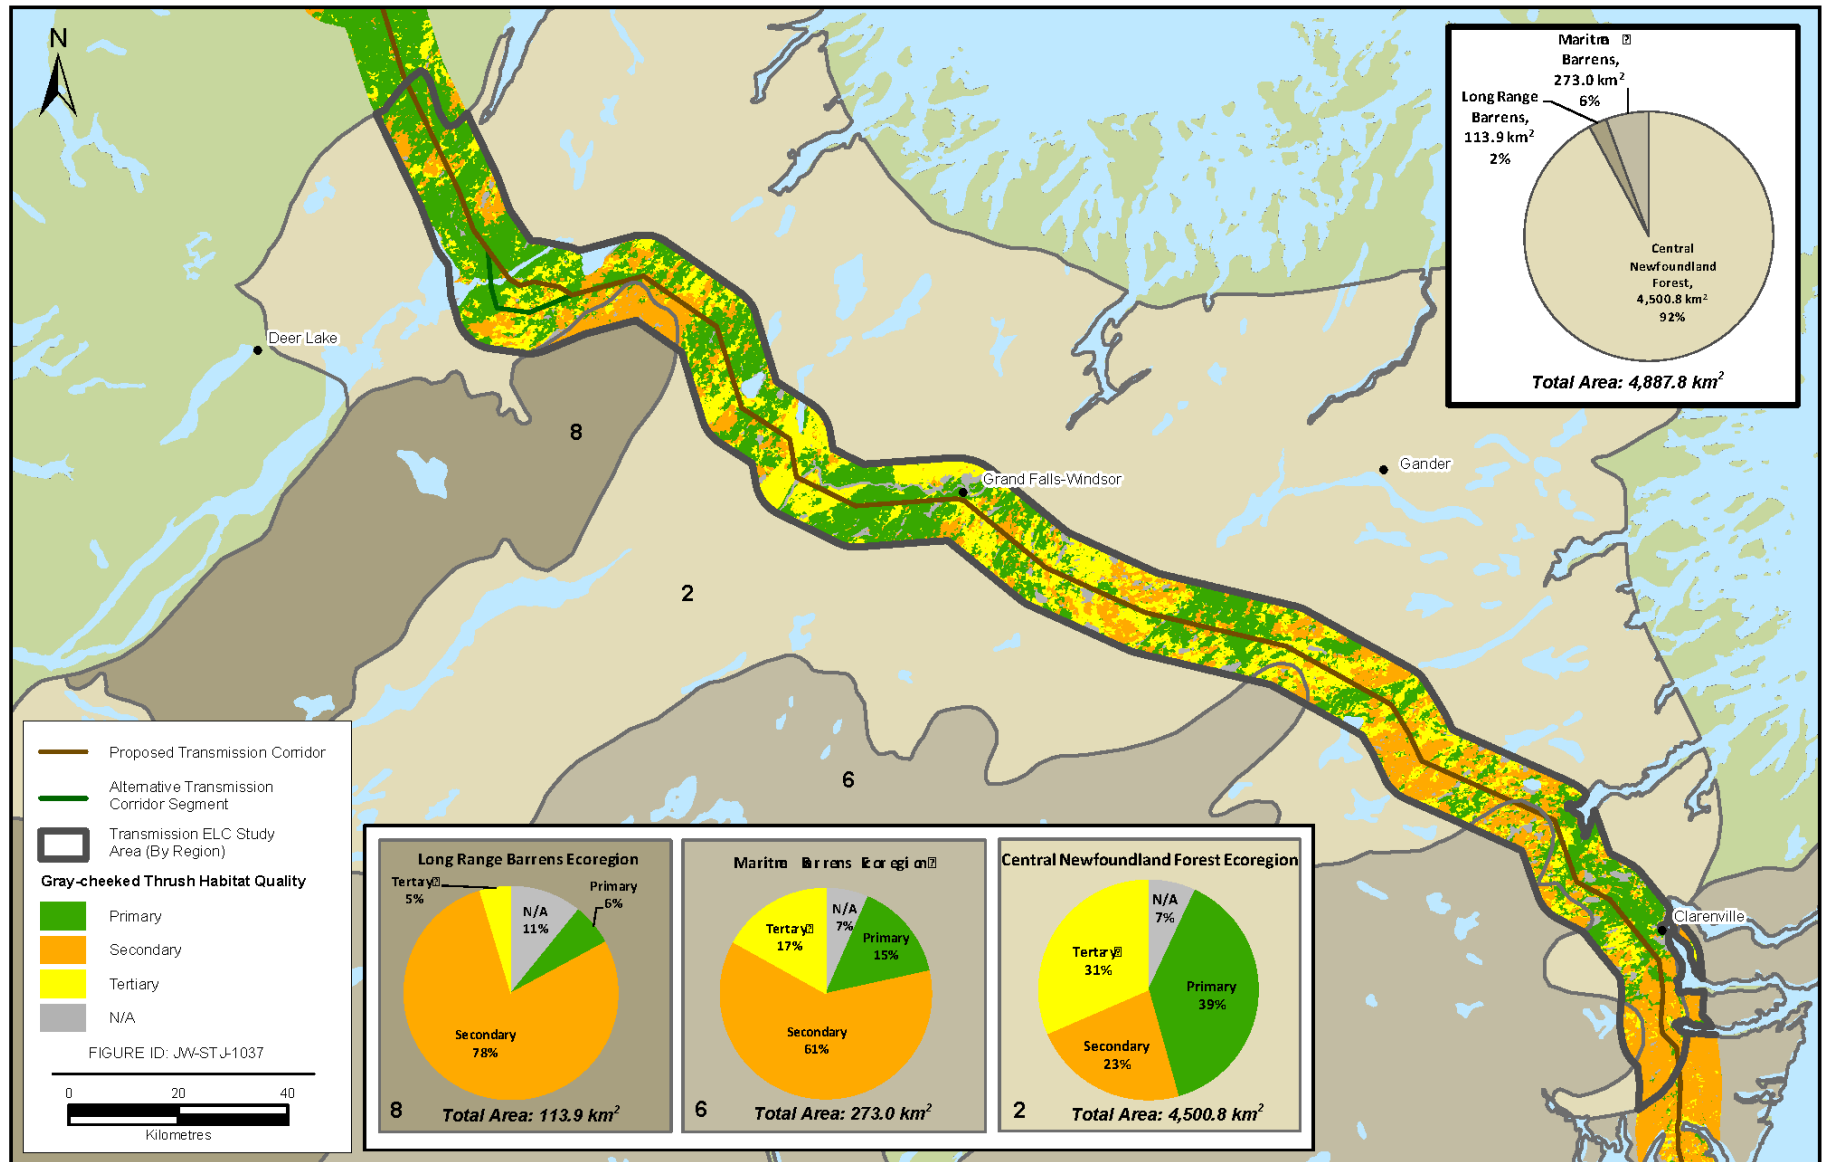 N
Maritme
Barrens,
273.0 km²
6%
Long Range
Barrens,
113.9 km²
2%
Central
Newfoundland
Forest,
4,500.8 km²
92%
Total Area: 4,887.8 km²
Deer Lake
8
Gander
Grand Falls-Windsor
2
6
Clarenville
Proposed Transmission Corridor
Alternative Transmission
Corridor Segment
Transmission ELC Study
Area (By Region)
Gray-cheeked Thrush Habitat Quality
Primary
Secondary
Tertiary
N/A
FIGURE ID: JW-STJ-1037
0 20 40
Kilometres
Long Range Barrens Ecoregion
Tertary
5%
N/A
11%
Primary
6%
Secondary
78%
8
Total Area: 113.9 km²
N/A
7%
Tertary
17%
Primary
15%
Secondary
61%
6
Total Area: 273.0 km²
Central Newfoundland Forest Ecoregion
N/A
7%
Tertary
31%
Primary
39%
Secondary
23%
2
Total Area: 4,500.8 km²